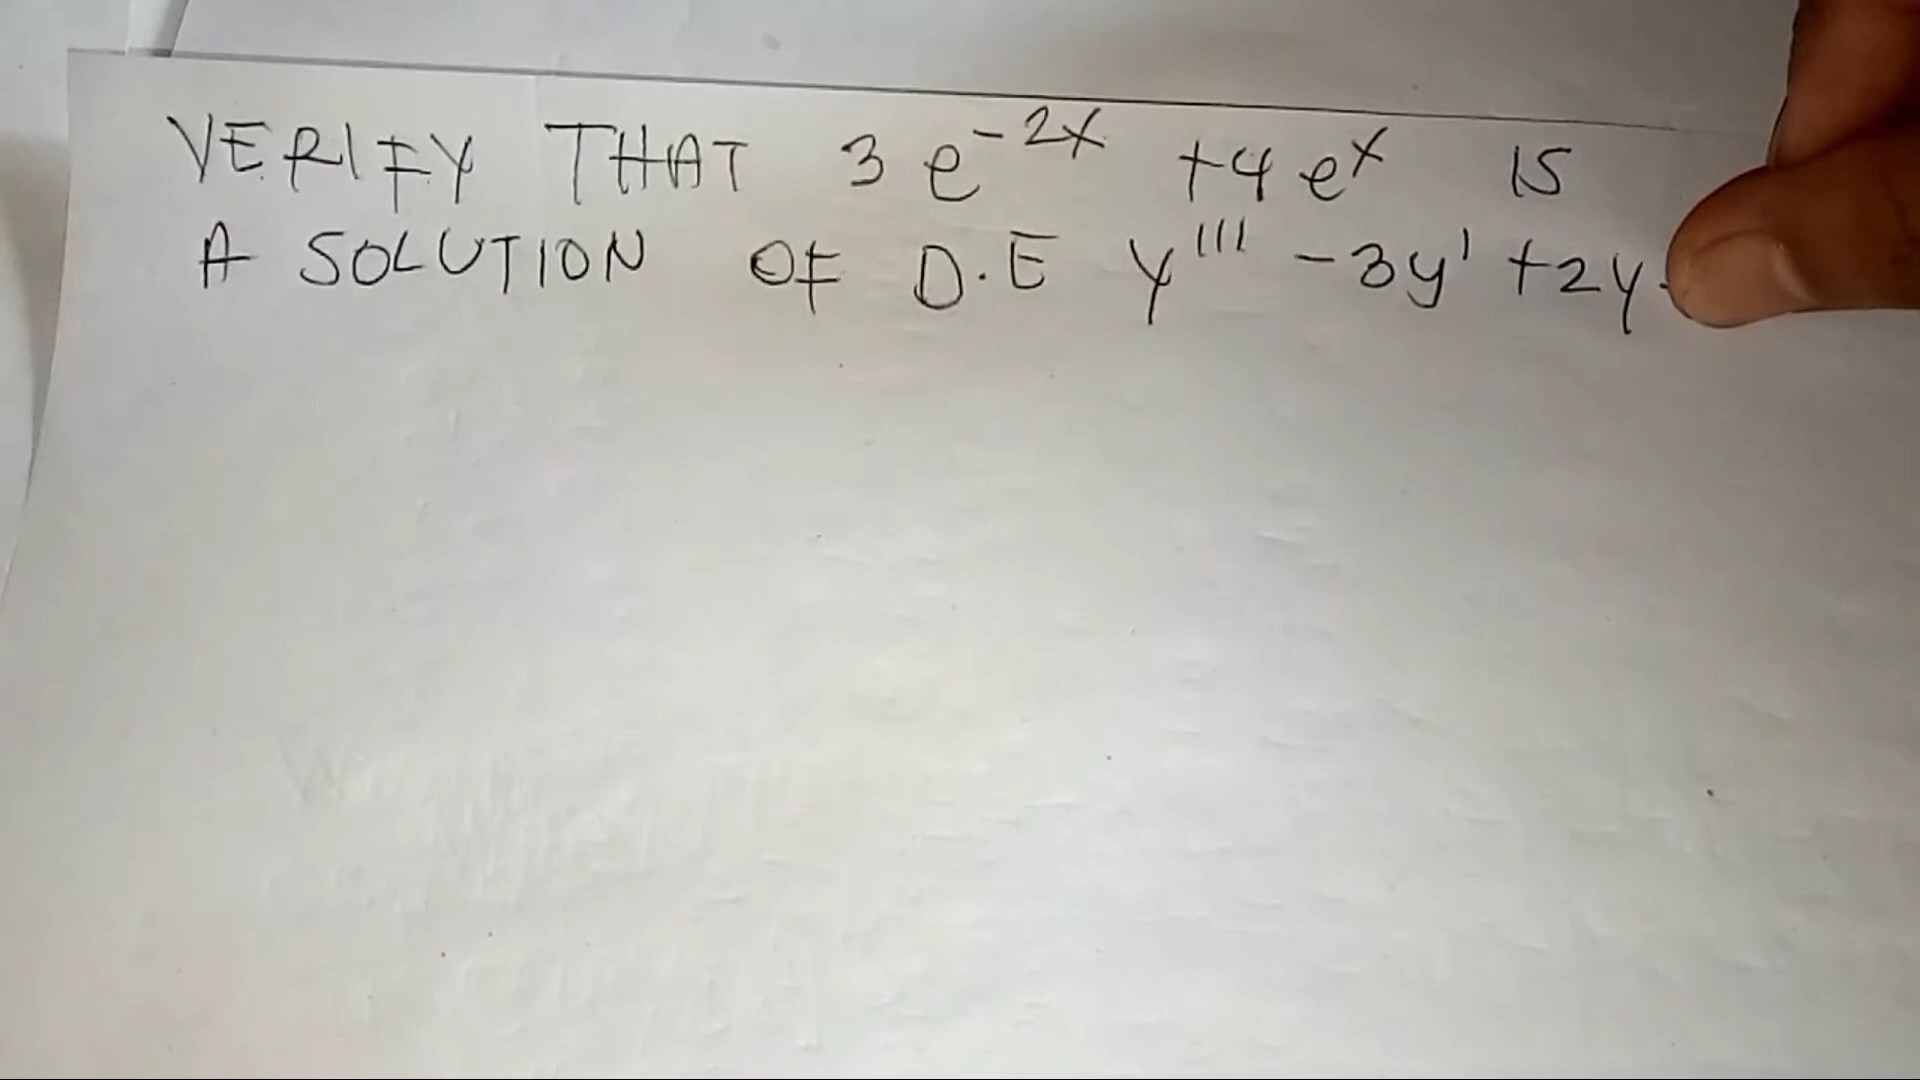 VERIFY THAT 3e^{-2x} +4e^{x} IS
A SOLUTION OF D.E y''' -3y' +2y